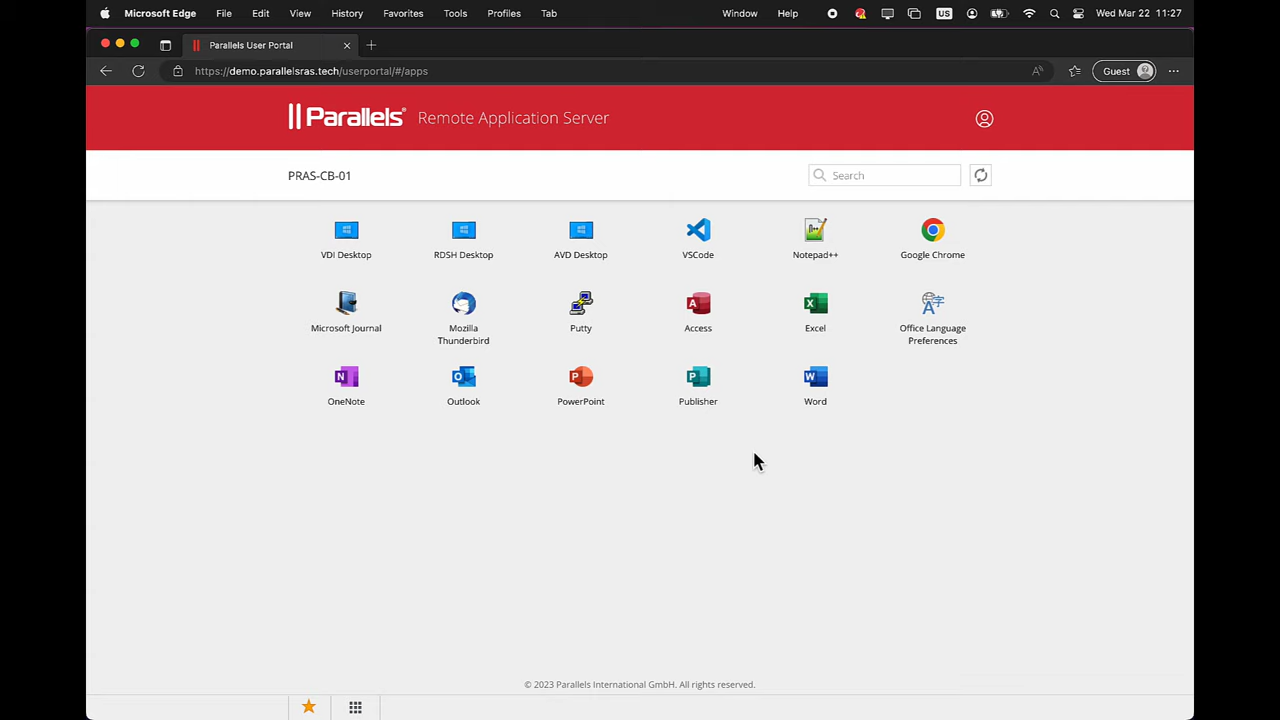 Microsoft Edge File Edit View History Favorites Tools Profiles Tab Window Help US Wed Mar 22 11:27
Parallels User Portal
https://demo.parallelsras.tech/userportal/#/apps
Guest
Parallels® Remote Application Server
PRAS-CB-01
Search
VDI Desktop
RDSH Desktop
AVD Desktop
VSCode
Notepad++
Google Chrome
Microsoft Journal
Mozilla
Thunderbird
Putty
Access
Excel
Office Language
Preferences
OneNote
Outlook
PowerPoint
Publisher
Word
© 2023 Parallels International GmbH. All rights reserved.